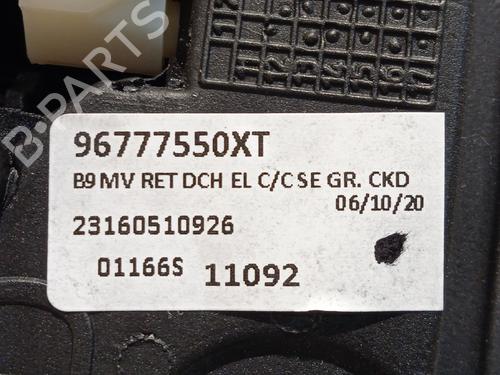 B-PARTS
96777550XT
B9 MV RET DCH EL C/C SE GR. CKD
06/10/20
23160510926
01166S 11092